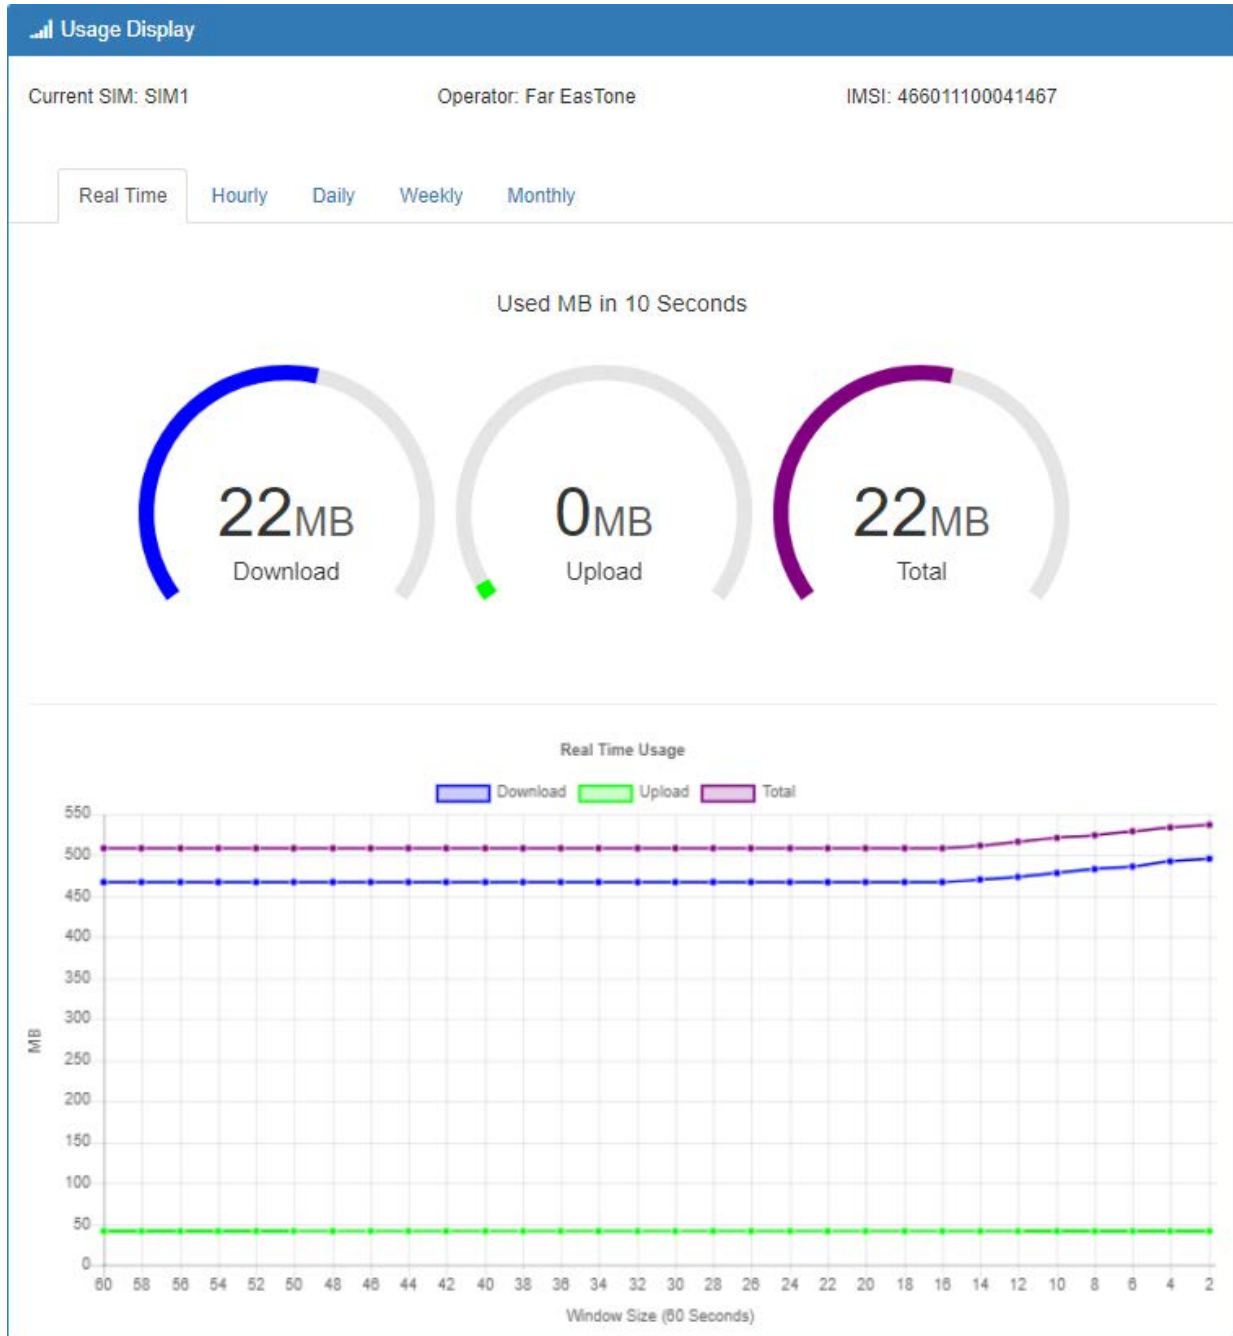 Usage Display
Current SIM: SIM1 Operator: Far EasTone IMSI: 466011100041467
Real Time Hourly Daily Weekly Monthly
Used MB in 10 Seconds
22MB 0MB 22MB
Download Upload Total
Real Time Usage
Download Upload Total
550
500
450
400
350
300
MB
250
200
150
100
50
0
60 58 56 54 52 50 48 46 44 42 40 38 36 34 32 30 28 26 24 22 20 18 16 14 12 10 8 6 4 2
Window Size (60 Seconds)